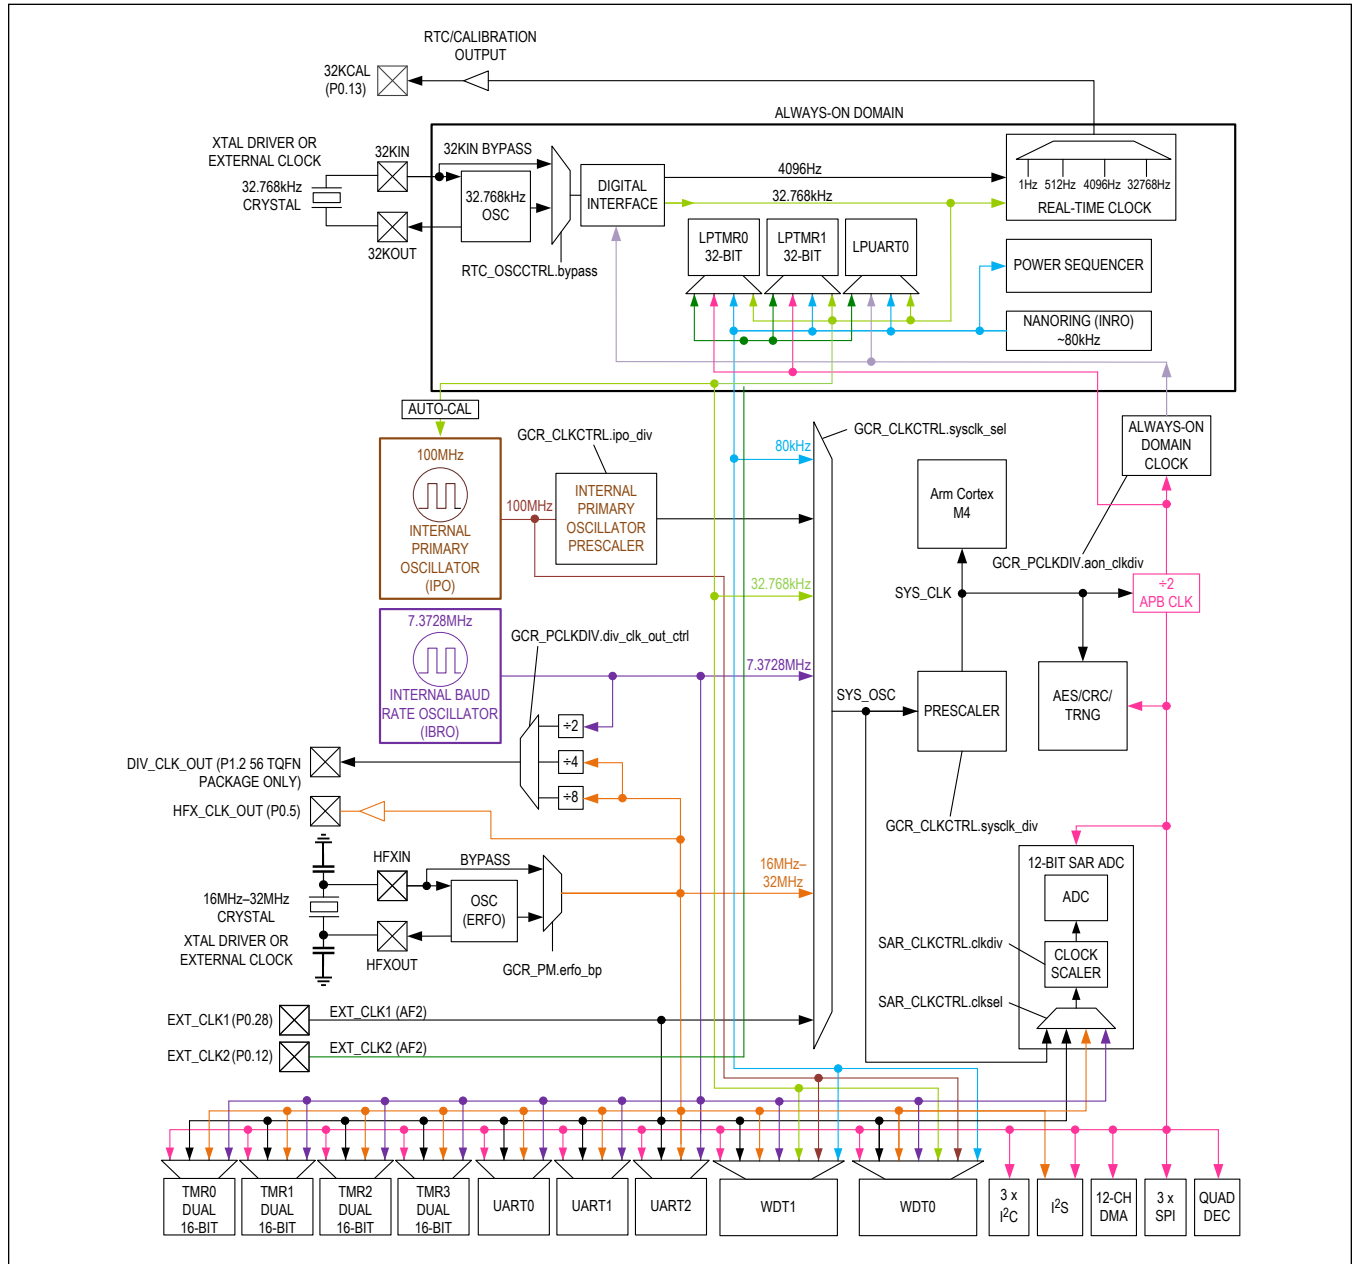 RTC/CALIBRATION
OUTPUT
32KCAL
(P0.13)
ALWAYS-ON DOMAIN
XTAL DRIVER OR
EXTERNAL CLOCK
32.768kHz
CRYSTAL
32KIN
32KOUT
32KIN BYPASS
32.768kHz
OSC
RTC_OSCCTRL.bypass
DIGITAL
INTERFACE
4096Hz
32.768kHz
1Hz
512Hz
4096Hz
32768Hz
REAL-TIME CLOCK
LPTMR0
32-BIT
LPTMR1
32-BIT
LPUART0
POWER SEQUENCER
NANORING (INRO)
~80kHz
AUTO-CAL
100MHz
INTERNAL
PRIMARY
OSCILLATOR
(IPO)
GCR_CLKCTRL.ipo_div
100MHz
INTERNAL
PRIMARY
OSCILLATOR
PRESCALER
GCR_CLKCTRL.sysclk_sel
80kHz
32.768kHz
7.3728MHz
16MHz–
32MHz
Arm Cortex
M4
ALWAYS-ON
DOMAIN
CLOCK
GCR_PCLKDIV.aon_clkdiv
SYS_CLK
÷2
APB CLK
7.3728MHz
INTERNAL BAUD
RATE OSCILLATOR
(IBRO)
GCR_PCLKDIV.div_clk_out_ctrl
÷2
÷4
÷8
SYS_OSC
PRESCALER
AES/CRC/
TRNG
GCR_CLKCTRL.sysclk_div
DIV_CLK_OUT (P1.2 56 TQFN
PACKAGE ONLY)
HFX_CLK_OUT (P0.5)
HFXIN
BYPASS
16MHz–32MHz
CRYSTAL
OSC
(ERFO)
XTAL DRIVER OR
EXTERNAL CLOCK
HFXOUT
GCR_PM.erfo_bp
12-BIT SAR ADC
ADC
SAR_CLKCTRL.clkdiv
CLOCK
SCALER
SAR_CLKCTRL.clksel
EXT_CLK1 (P0.28)
EXT_CLK1 (AF2)
EXT_CLK2 (P0.12)
EXT_CLK2 (AF2)
TMR0
DUAL
16-BIT
TMR1
DUAL
16-BIT
TMR2
DUAL
16-BIT
TMR3
DUAL
16-BIT
UART0
UART1
UART2
WDT1
WDT0
3 x
I²C
I²S
12-CH
DMA
3 x
SPI
QUAD
DEC